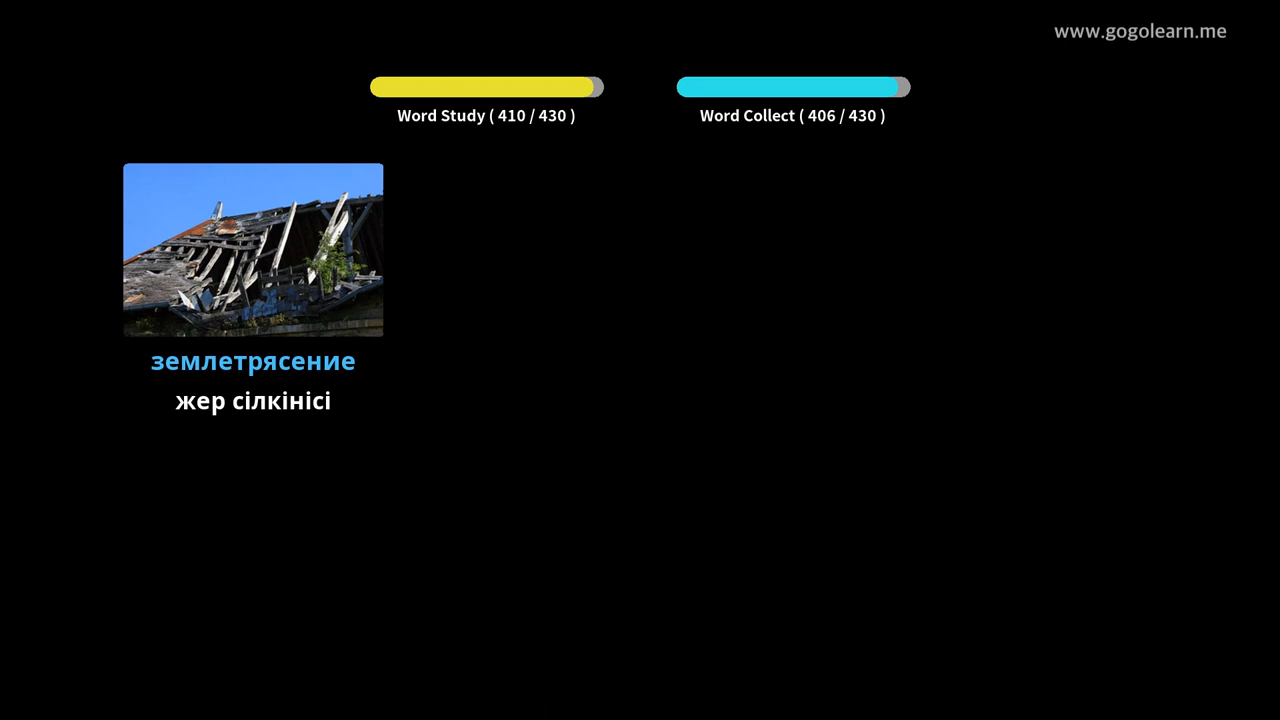 www.gogolearn.me
Word Study ( 410 / 430 )
Word Collect ( 406 / 430 )
землетрясение
жер сілкінісі